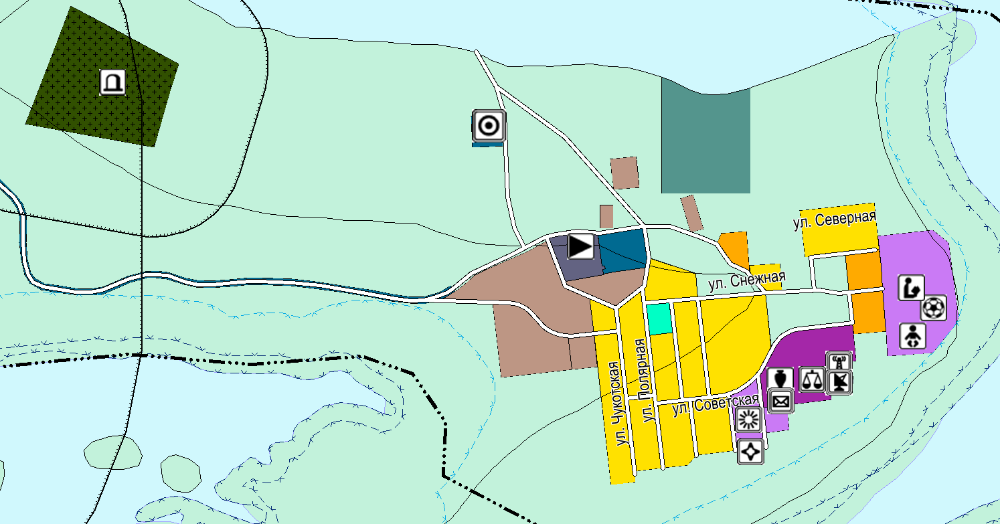 ул. Северная
ул. Снежная
ул. Чукотская
ул. Полярная
ул. Советская